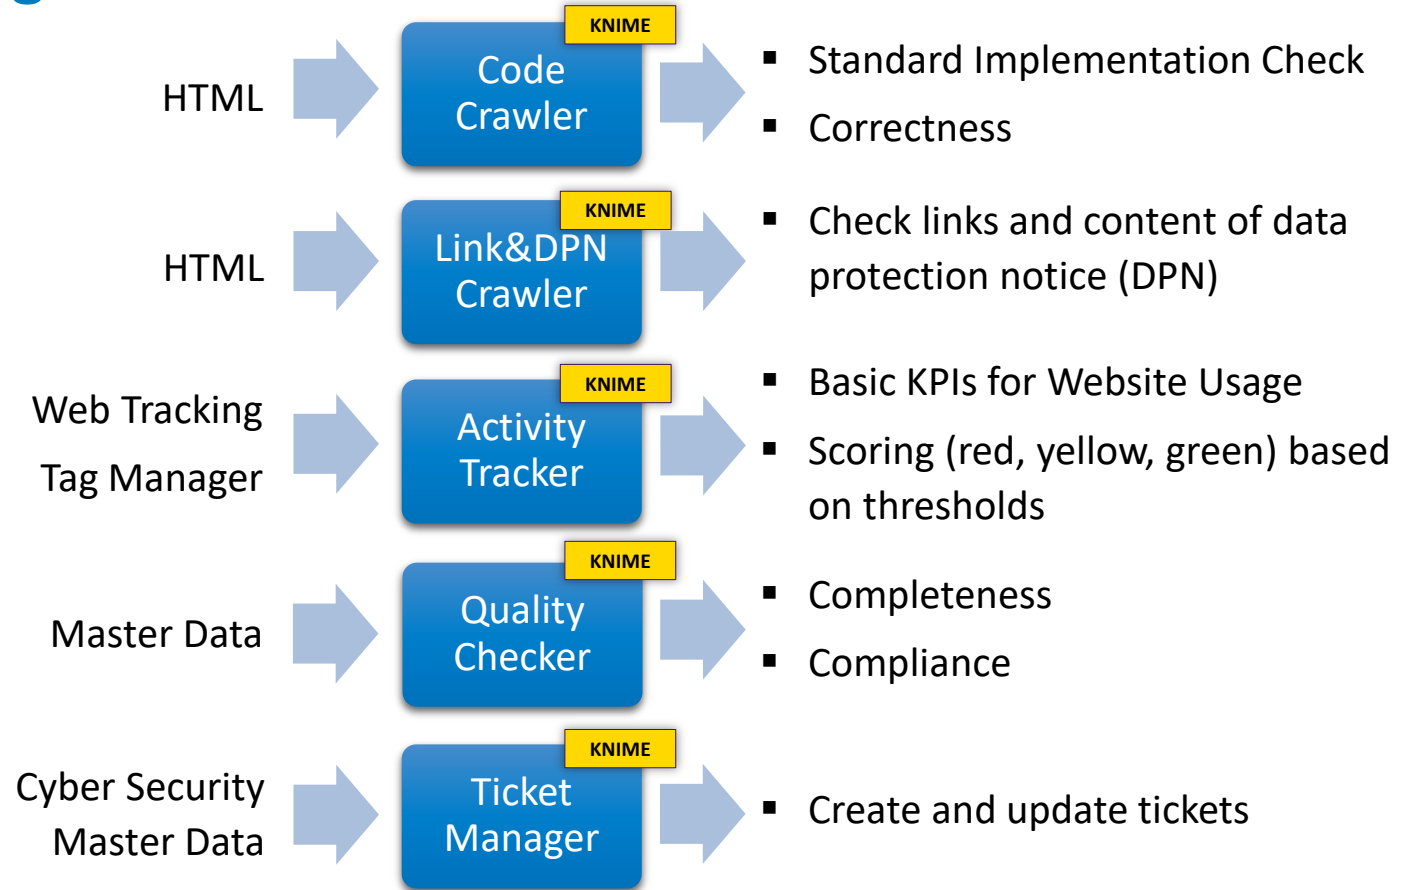 g
KNIME
HTML
Code
Crawler
▪ Standard Implementation Check
▪ Correctness
KNIME
HTML
Link&DPN
Crawler
▪ Check links and content of data
protection notice (DPN)
KNIME
Web Tracking
Tag Manager
Activity
Tracker
▪ Basic KPIs for Website Usage
▪ Scoring (red, yellow, green) based
on thresholds
KNIME
Master Data
Quality
Checker
▪ Completeness
▪ Compliance
KNIME
Cyber Security
Master Data
Ticket
Manager
▪ Create and update tickets